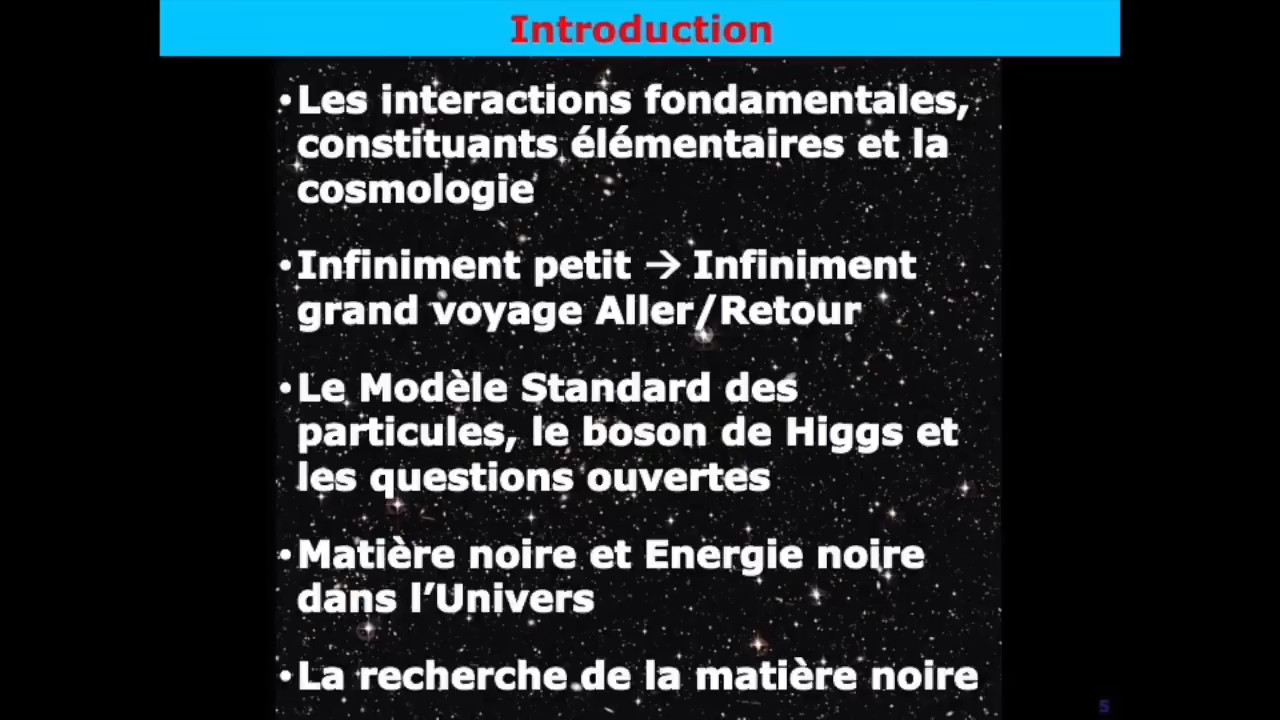 Introduction
•Les interactions fondamentales,
constituants élémentaires et la
cosmologie
•Infiniment petit → Infiniment
grand voyage Aller/Retour
•Le Modèle Standard des
particules, le boson de Higgs et
les questions ouvertes
•Matière noire et Energie noire
dans l’Univers
•La recherche de la matière noire
5